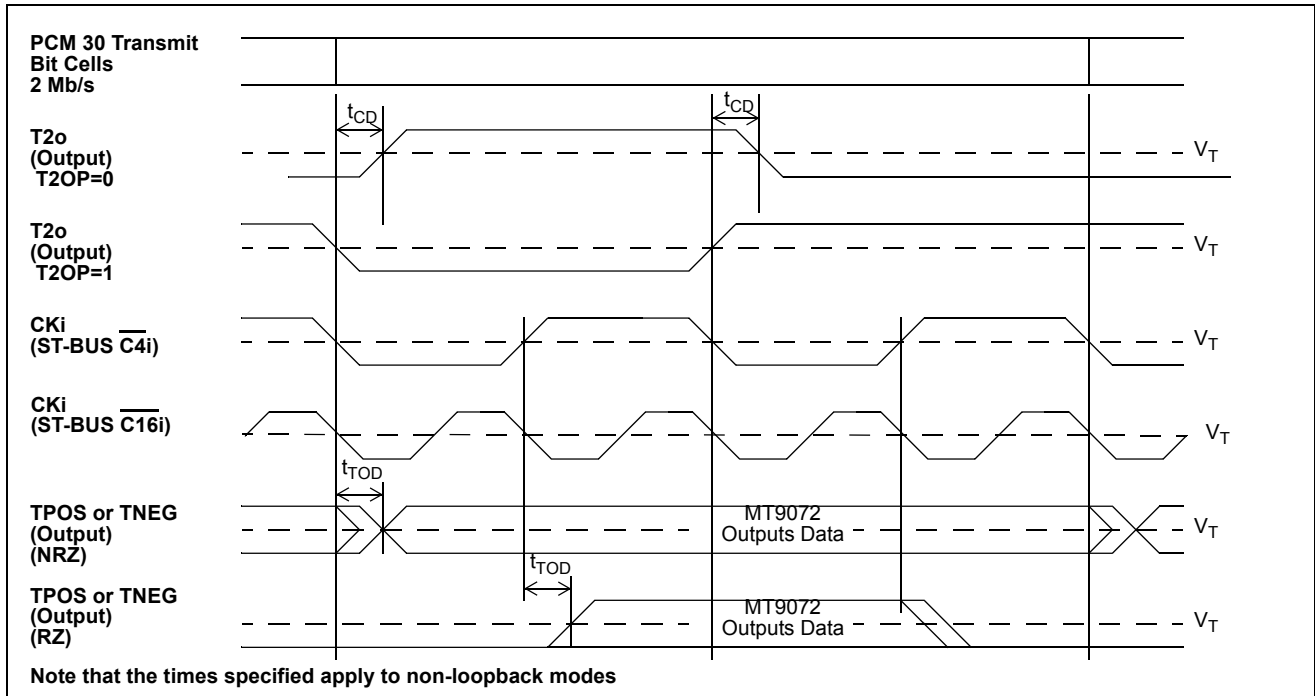 PCM 30 Transmit
Bit Cells
2 Mb/s
tCD
tCD
T2o
(Output)
T2OP=0
VT
T2o
(Output)
T2OP=1
VT
CKi
(ST-BUS C4i)
VT
CKi
(ST-BUS C16i)
VT
tTOD
TPOS or TNEG
(Output)
(NRZ)
MT9072
Outputs Data
VT
tTOD
TPOS or TNEG
(Output)
(RZ)
MT9072
Outputs Data
VT
Note that the times specified apply to non-loopback modes